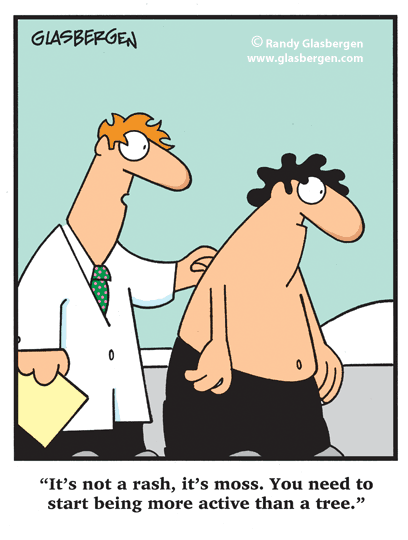 GLASBERGEN
© Randy Glasbergen
www.glasbergen.com
“It’s not a rash, it’s moss. You need to
start being more active than a tree.”